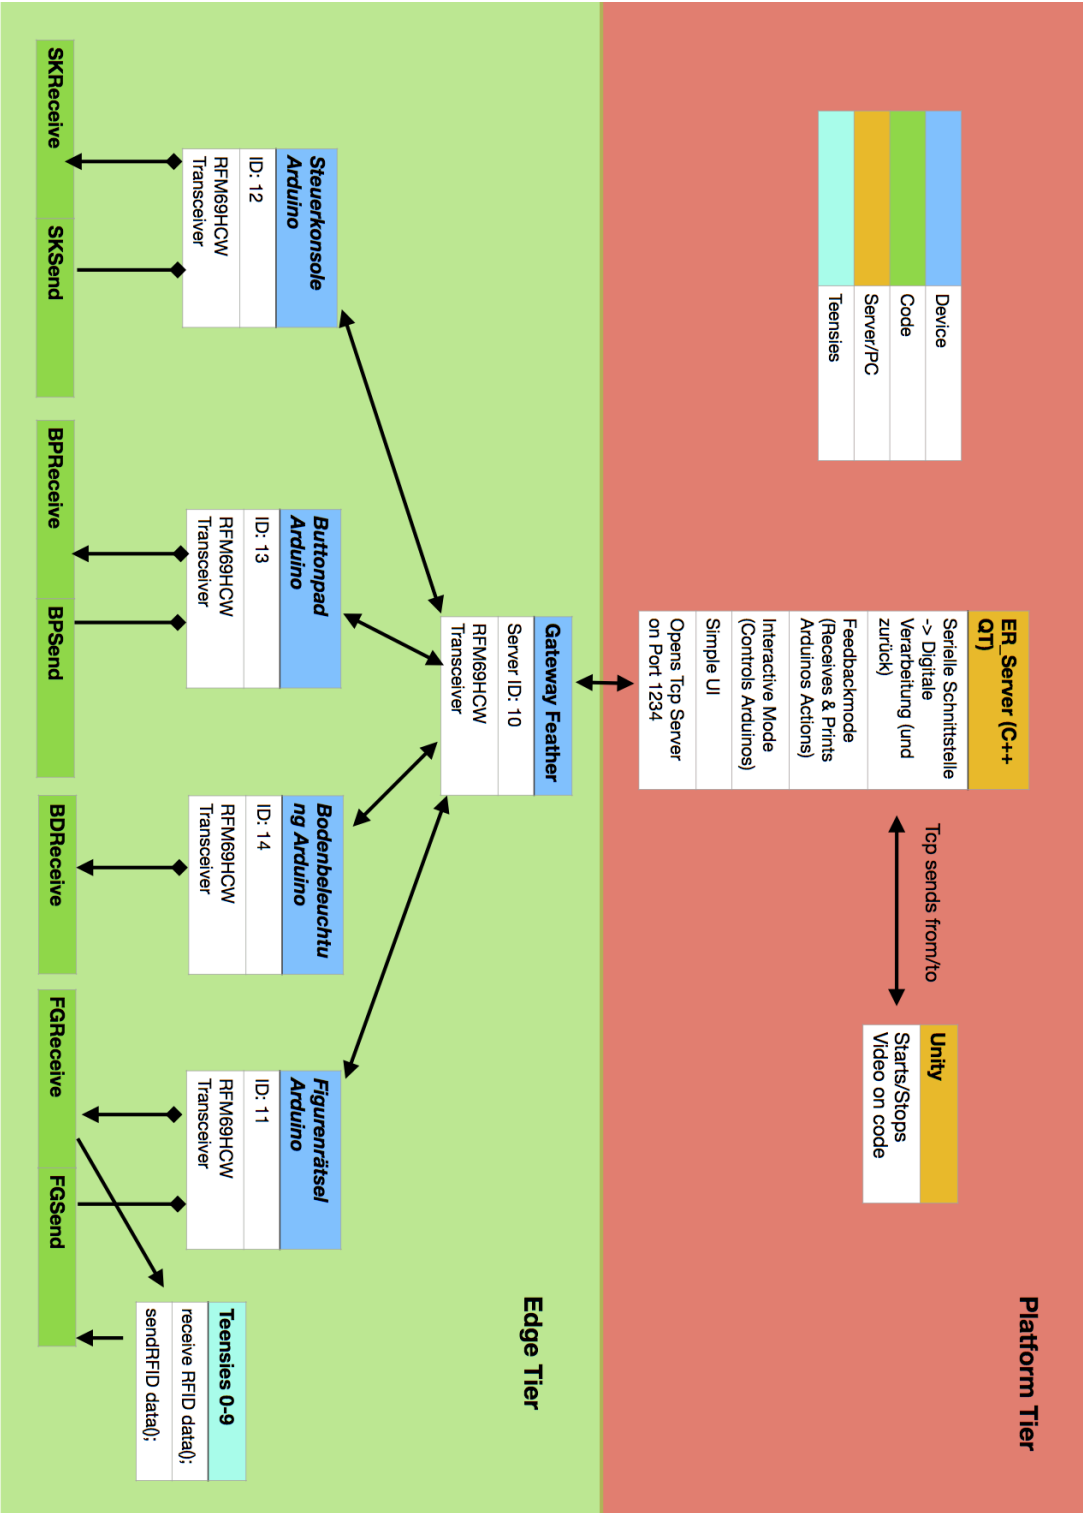 Platform Tier
Device
Code
Server/PC
Teensies
ER_Server (C++
QT)
Serielle Schnittstelle
-> Digitale
Verarbeitung (und
zurück)
Feedbackmode
(Receives & Prints
Arduinos Actions)
Interactive Mode
(Controls Arduinos)
Simple UI
Opens Tcp Server
on Port 1234
Tcp sends from/to
Unity
Starts/Stops
Video on code
Edge Tier
Gateway Feather
Server ID: 10
RFM69HCW
Transceiver
Steuerkonsole
Arduino
ID: 12
RFM69HCW
Transceiver
Buttonpad
Arduino
ID: 13
RFM69HCW
Transceiver
Bodenbeleuchtu
ng Arduino
ID: 14
RFM69HCW
Transceiver
Figurenrätsel
Arduino
ID: 11
RFM69HCW
Transceiver
Teensies 0-9
receive RFID data();
sendRFID data();
SKReceive
SKSend
BPReceive
BPSend
BDReceive
FGReceive
FGSend